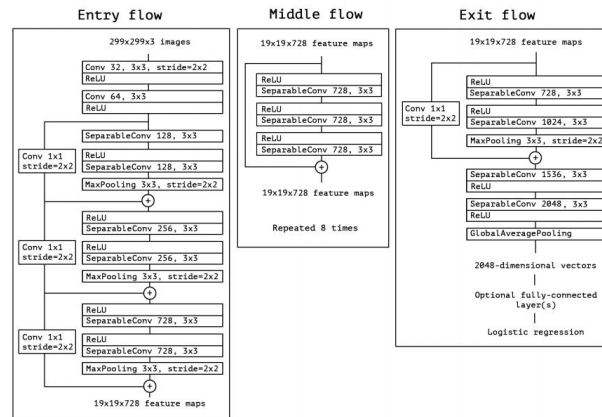 Entry flow
299x299x3 images
Conv 32, 3x3, stride=2x2
ReLU
Conv 64, 3x3
ReLU
SeparableConv 128, 3x3
Conv 1x1
stride=2x2
ReLU
SeparableConv 128, 3x3
MaxPooling 3x3, stride=2x2
+
ReLU
SeparableConv 256, 3x3
Conv 1x1
stride=2x2
ReLU
SeparableConv 256, 3x3
MaxPooling 3x3, stride=2x2
+
ReLU
SeparableConv 728, 3x3
Conv 1x1
stride=2x2
ReLU
SeparableConv 728, 3x3
MaxPooling 3x3, stride=2x2
+
19x19x728 feature maps
Middle flow
19x19x728 feature maps
ReLU
SeparableConv 728, 3x3
ReLU
SeparableConv 728, 3x3
ReLU
SeparableConv 728, 3x3
+
19x19x728 feature maps
Repeated 8 times
Exit flow
19x19x728 feature maps
ReLU
SeparableConv 728, 3x3
Conv 1x1
stride=2x2
ReLU
SeparableConv 1024, 3x3
MaxPooling 3x3, stride=2x2
+
SeparableConv 1536, 3x3
ReLU
SeparableConv 2048, 3x3
ReLU
GlobalAveragePooling
2048-dimensional vectors
Optional fully-connected
layer(s)
Logistic regression